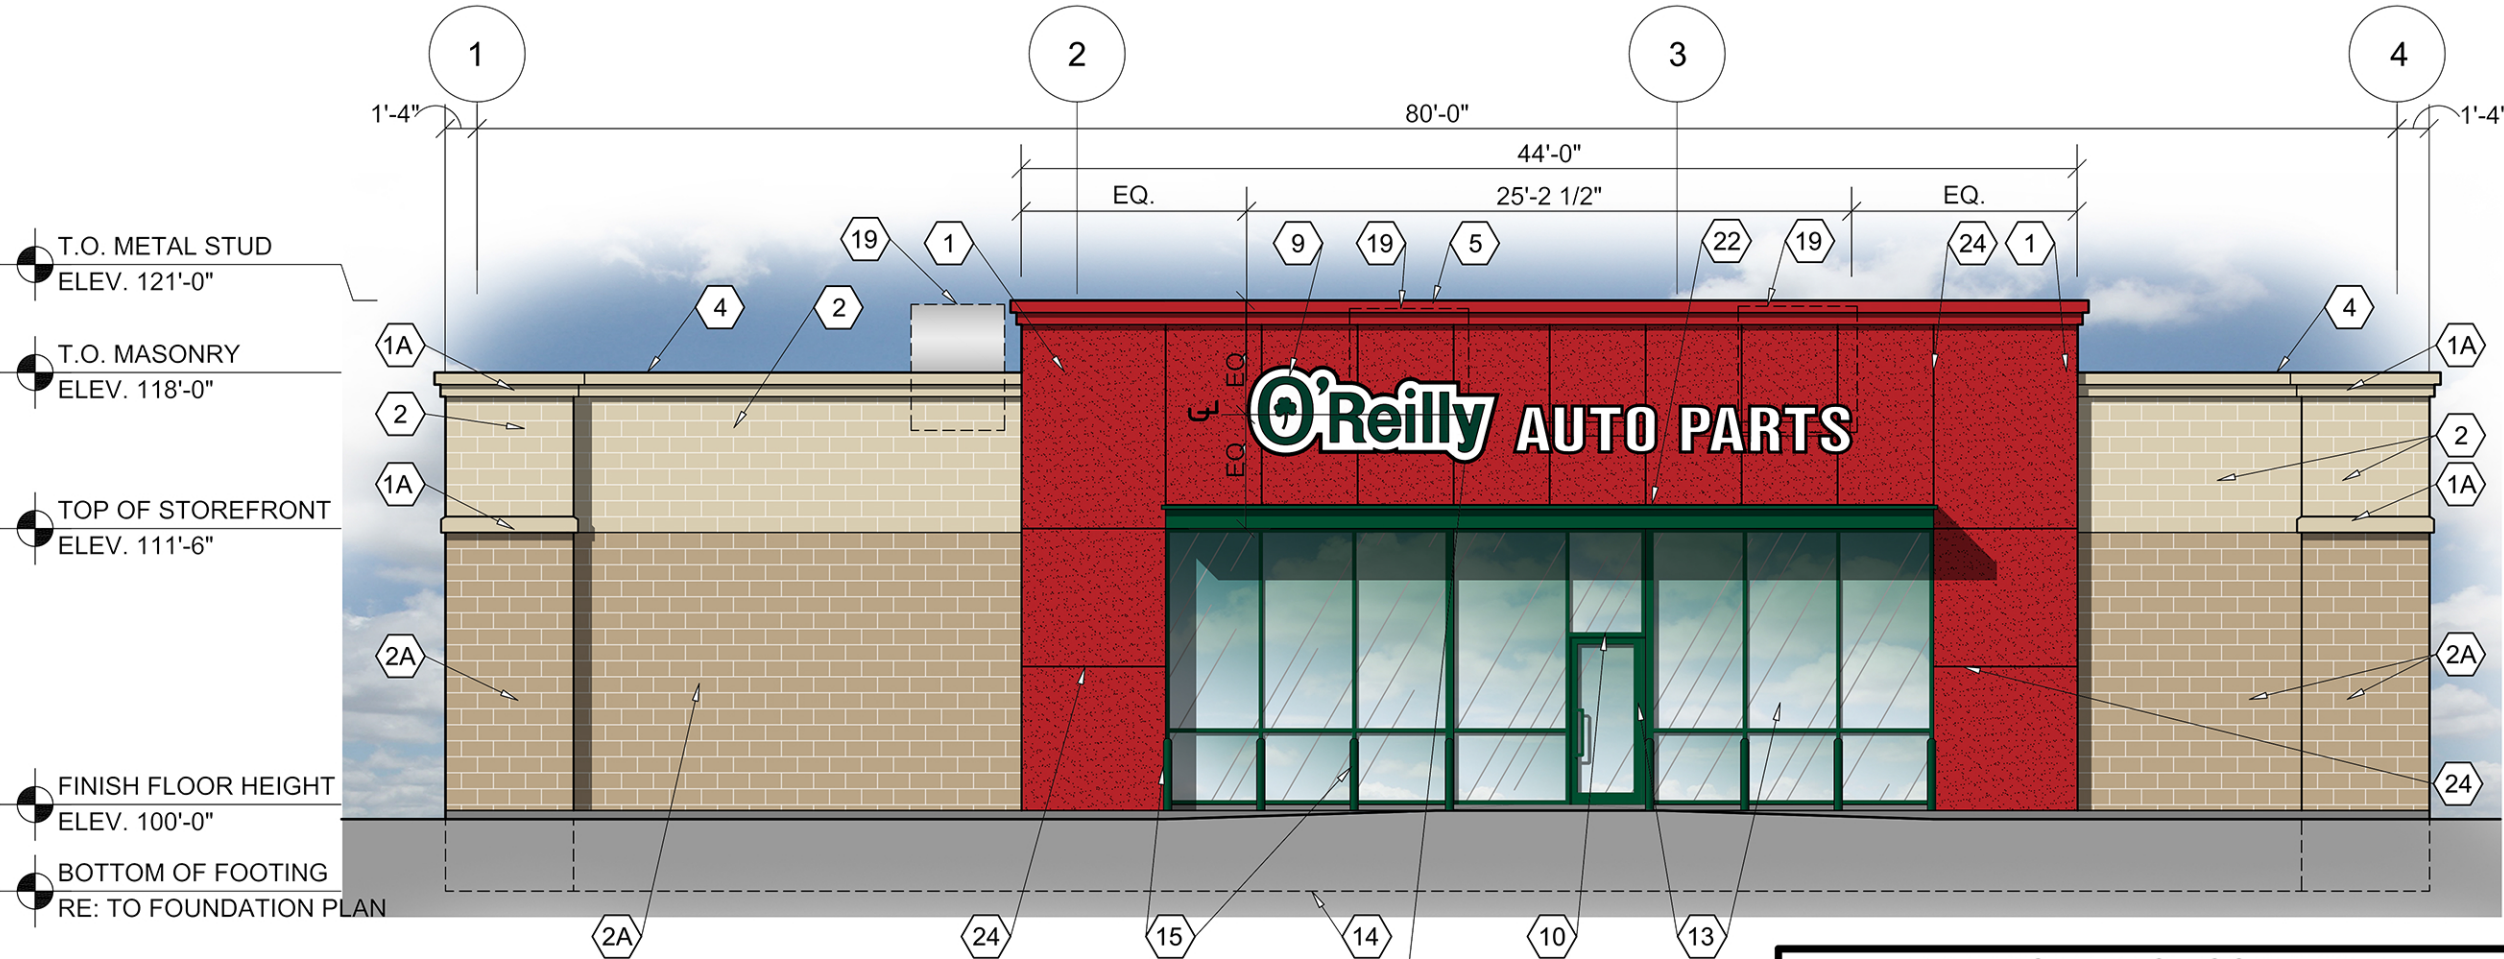 1
2
3
4
1'-4"
80'-0"
1'-4"
44'-0"
EQ.
25'-2 1/2"
EQ.
T.O. METAL STUD
ELEV. 121'-0"
19
1
9
19
5
22
19
24
1
4
2
4
T.O. MASONRY
ELEV. 118'-0"
1A
1A
EQ
O'Reilly AUTO PARTS
2
2
EQ
1A
1A
TOP OF STOREFRONT
ELEV. 111'-6"
2A
2A
FINISH FLOOR HEIGHT
ELEV. 100'-0"
24
BOTTOM OF FOOTING
RE: TO FOUNDATION PLAN
2A
24
15
14
10
13